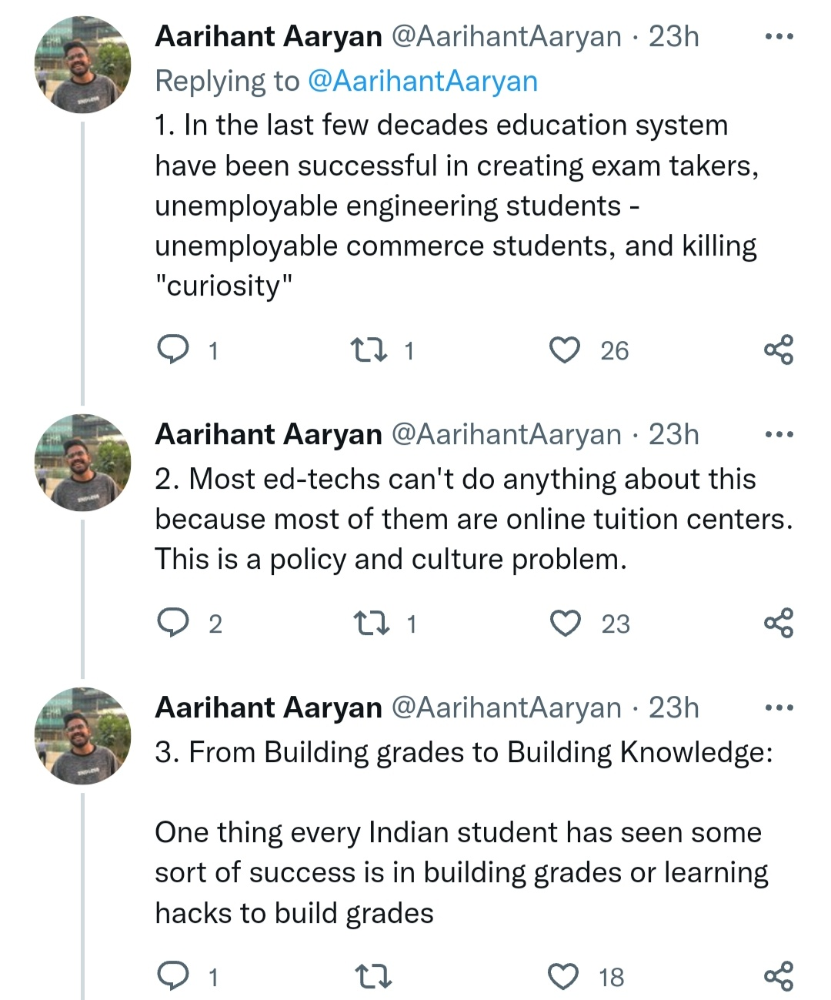 Aarihant Aaryan @AarihantAaryan · 23h
Replying to @AarihantAaryan
1. In the last few decades education system
have been successful in creating exam takers,
unemployable engineering students -
unemployable commerce students, and killing
"curiosity"
1 1 26
Aarihant Aaryan @AarihantAaryan · 23h
2. Most ed-techs can't do anything about this
because most of them are online tuition centers.
This is a policy and culture problem.
2 1 23
Aarihant Aaryan @AarihantAaryan · 23h
3. From Building grades to Building Knowledge:
One thing every Indian student has seen some
sort of success is in building grades or learning
hacks to build grades
1 18